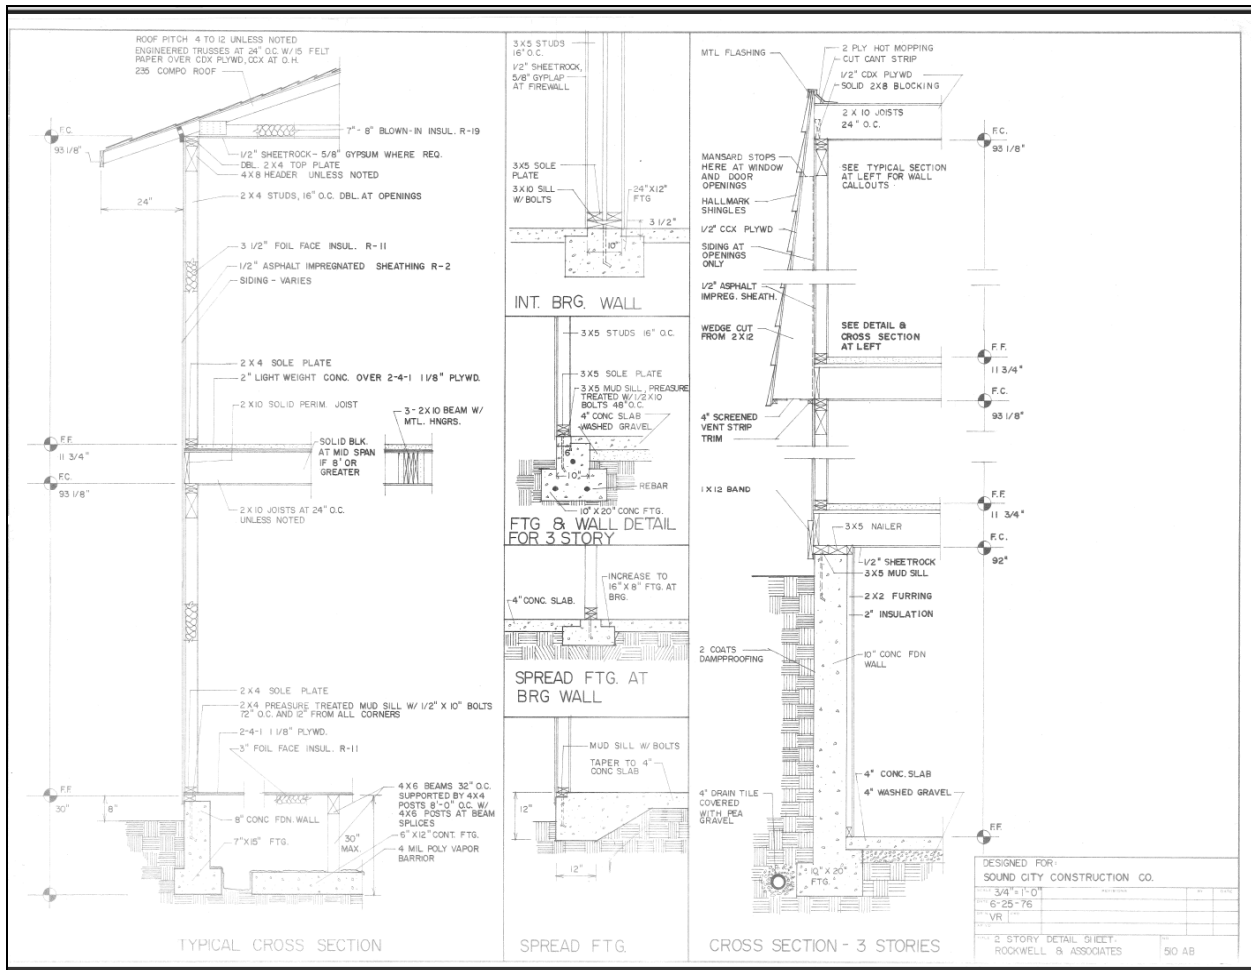 ROOF PITCH 4 TO 12 UNLESS NOTED
ENGINEERED TRUSSES AT 24" O.C. W/15 FELT
PAPER OVER CDX PLYWD, CCX AT O.H.
235 COMPO ROOF
F.C.
93 1/8"
7"- 8" BLOWN-IN INSUL. R-19
1/2" SHEETROCK- 5/8" GYPSUM WHERE REQ.
DBL. 2 X 4 TOP PLATE
4 X 8 HEADER UNLESS NOTED
24"
2 X 4 STUDS, 16" O.C. DBL. AT OPENINGS
3 1/2" FOIL FACE INSUL. R-11
1/2" ASPHALT IMPREGNATED SHEATHING R-2
SIDING - VARIES
2 X 4 SOLE PLATE
2" LIGHT WEIGHT CONC. OVER 2-4-1 1 1/8" PLYWD.
2X10 SOLID PERIM. JOIST
3-2X10 BEAM W/
MTL. HNGRS.
F.F.
11 3/4"
SOLID BLK.
AT MID SPAN
IF 8' OR
GREATER
F.C.
93 1/8"
2 X 10 JOISTS AT 24" O.C.
UNLESS NOTED
2 X 4 SOLE PLATE
2X4 PREASURE TREATED MUD SILL W/ 1/2" X 10" BOLTS
72" O.C. AND 12" FROM ALL CORNERS
2-4-1 1 1/8" PLYWD.
3" FOIL FACE INSUL. R-11
F.F.
30"
8"
4 X 6 BEAMS 32" O.C.
SUPPORTED BY 4X4
POSTS 8'-0" O.C. W/
4X6 POSTS AT BEAM
SPLICES
8" CONC FDN. WALL
7"X15" FTG.
30"
MAX.
6" X12" CONT. FTG.
4 MIL POLY VAPOR
BARRIOR
TYPICAL CROSS SECTION
3 X 5 STUDS
16" O.C.
1/2" SHEETROCK,
5/8" GYPLAP
AT FIREWALL
3X5 SOLE
PLATE
3X10 SILL
W/BOLTS
24"X12"
FTG
3 1/2"
10"
INT. BRG. WALL
3 X 5 STUDS 16" O.C.
3X5 SOLE PLATE
3 X5 MUD SILL, PREASURE
TREATED W/1/2X10
BOLTS 48" O.C.
4" CONC SLAB
WASHED GRAVEL
6"
10"
REBAR
10" X 20" CONC FTG.
FTG & WALL DETAIL
FOR 3 STORY
INCREASE TO
16" X 8" FTG. AT
BRG.
4" CONC. SLAB.
SPREAD FTG. AT
BRG WALL
MUD SILL W/ BOLTS
TAPER TO 4"
CONC SLAB
12"
12"
SPREAD FTG.
MTL FLASHING
2 PLY HOT MOPPING
CUT CANT STRIP
1/2" CDX PLYWD
SOLID 2X8 BLOCKING
2 X 10 JOISTS
24" O.C.
F.C.
93 1/8"
MANSARD STOPS
HERE AT WINDOW
AND DOOR
OPENINGS
SEE TYPICAL SECTION
AT LEFT FOR WALL
CALLOUTS
HALLMARK
SHINGLES
1/2" CCX PLYWD
SIDING AT
OPENINGS
ONLY
1/2" ASPHALT
IMPREG. SHEATH.
WEDGE CUT
FROM 2 X 12
SEE DETAIL &
CROSS SECTION
AT LEFT
F.F.
11 3/4"
F.C.
93 1/8"
4" SCREENED
VENT STRIP
TRIM
1 X 12 BAND
F.F.
11 3/4"
3 X 5 NAILER
F.C.
92"
1/2" SHEETROCK
3 X 5 MUD SILL
2 X 2 FURRING
2" INSULATION
2 COATS
DAMPPROOFING
10" CONC FDN
WALL
4" CONC. SLAB
4" WASHED GRAVEL
4" DRAIN TILE
COVERED
WITH PEA
GRAVEL
F.F.
10" X 20"
FTG.
CROSS SECTION - 3 STORIES
DESIGNED FOR:
SOUND CITY CONSTRUCTION CO.
3/4" = 1'-0"
6-25-76
VR
2 STORY DETAIL SHEET.
ROCKWELL & ASSOCIATES
510 AB